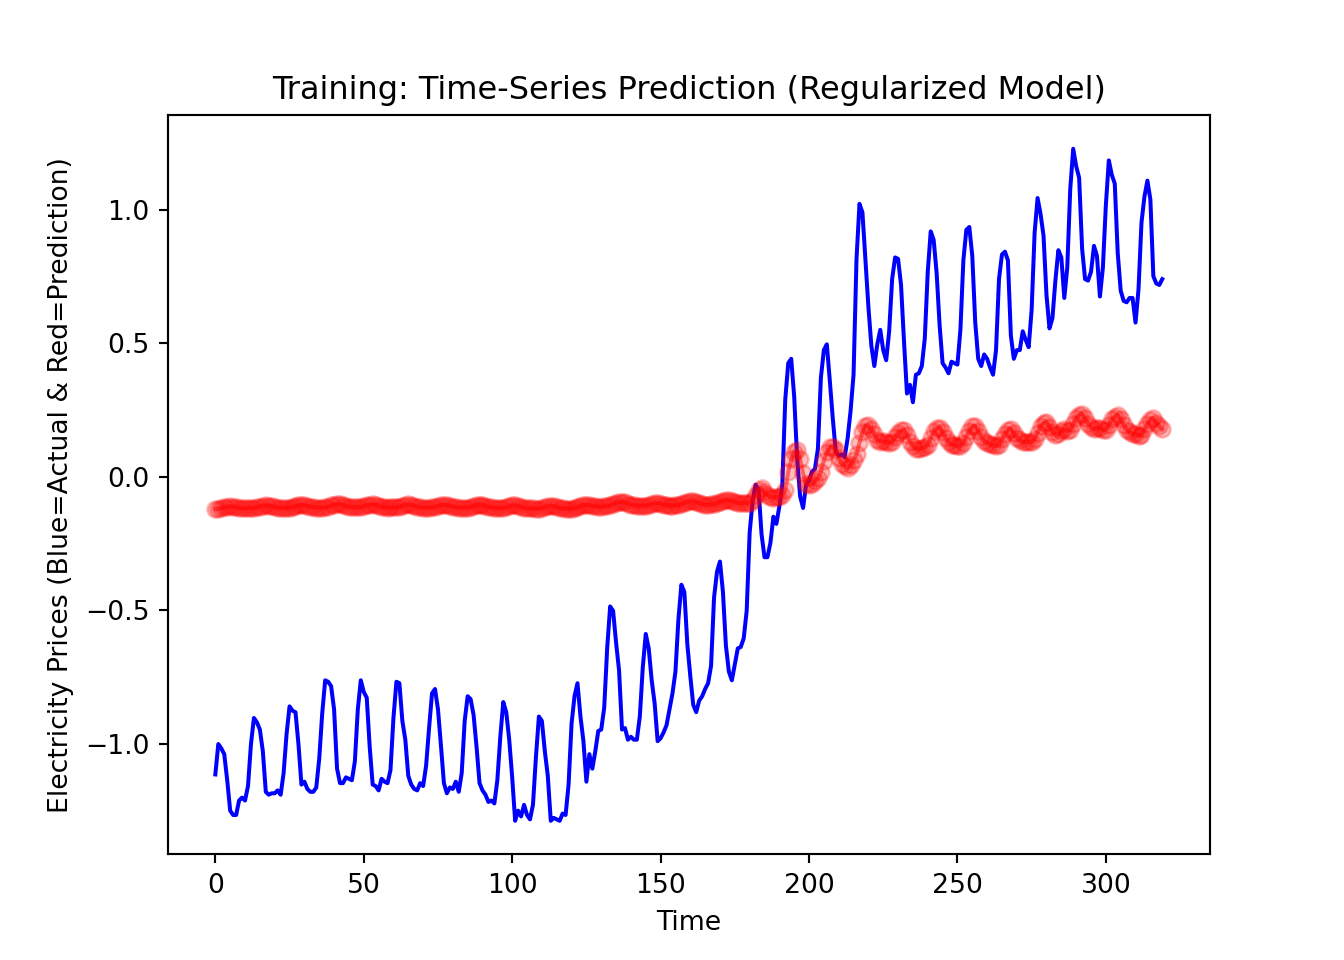 Training: Time-Series Prediction (Regularized Model)
Electricity Prices (Blue=Actual & Red=Prediction)
1.0
0.5
0.0
−0.5
−1.0
0 50 100 150 200 250 300
Time